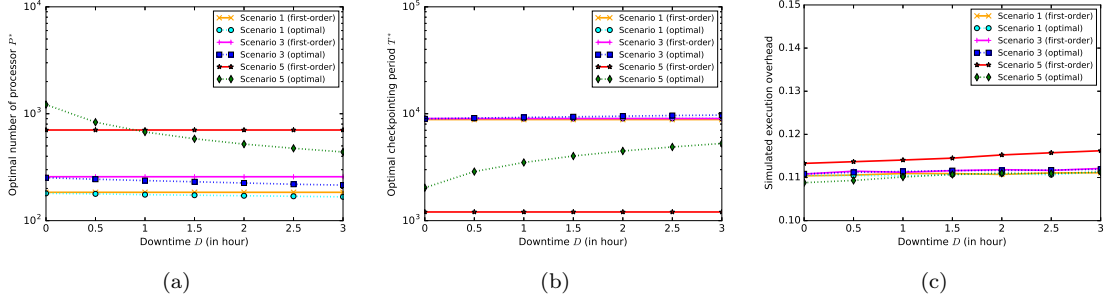 10⁴
10³
10²
Optimal number of processor P*
0 0.5 1 1.5 2 2.5 3
Downtime D (in hour)
Scenario 1 (first-order)
Scenario 1 (optimal)
Scenario 3 (first-order)
Scenario 3 (optimal)
Scenario 5 (first-order)
Scenario 5 (optimal)
(a)
10⁵
10⁴
10³
Optimal checkpointing period T*
0 0.5 1 1.5 2 2.5 3
Downtime D (in hour)
Scenario 1 (first-order)
Scenario 1 (optimal)
Scenario 3 (first-order)
Scenario 3 (optimal)
Scenario 5 (first-order)
Scenario 5 (optimal)
(b)
0.15
0.14
0.13
0.12
0.11
0.10
Simulated execution overhead
0 0.5 1 1.5 2 2.5 3
Downtime D (in hour)
Scenario 1 (first-order)
Scenario 1 (optimal)
Scenario 3 (first-order)
Scenario 3 (optimal)
Scenario 5 (first-order)
Scenario 5 (optimal)
(c)